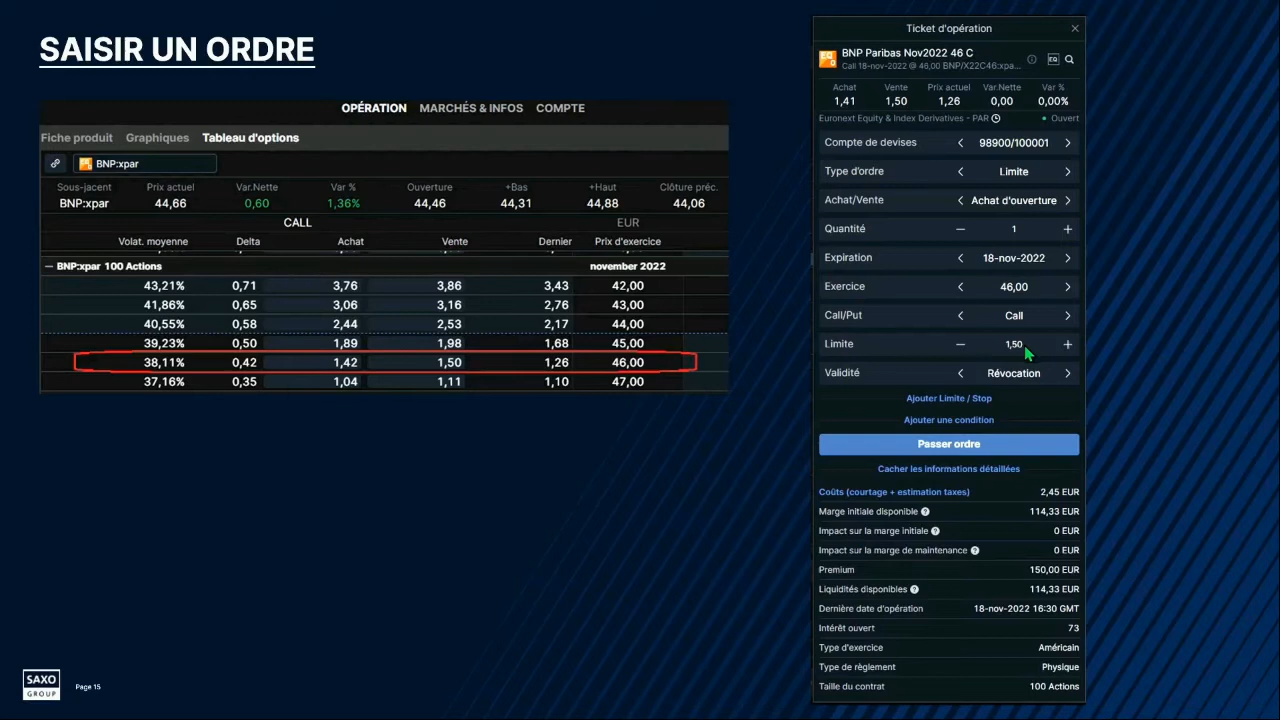 SAISIR UN ORDRE
OPÉRATION MARCHÉS & INFOS COMPTE
Fiche produit Graphiques Tableau d'options
BNP:xpar
Sous-jacent Prix actuel Var.Nette Var % Ouverture +Bas +Haut Clôture préc.
BNP:xpar 44,66 0,60 1,36% 44,46 44,31 44,88 44,06
CALL EUR
Volat. moyenne Delta Achat Vente Dernier Prix d'exercice
BNP:xpar 100 Actions novembre 2022
43,21% 0,71 3,76 3,86 3,43 42,00
41,86% 0,65 3,06 3,16 2,76 43,00
40,55% 0,58 2,44 2,53 2,17 44,00
39,23% 0,50 1,89 1,98 1,68 45,00
38,11% 0,42 1,42 1,50 1,26 46,00
37,16% 0,35 1,04 1,11 1,10 47,00
Ticket d'opération
BNP Paribas Nov2022 46 C
Call 18-nov-2022 @ 46,00 BNP/X22C46:xpa...
Achat Vente Prix actuel Var.Nette Var %
1,41 1,50 1,26 0,00 0,00%
Euronext Equity & Index Derivatives - PAR Ouvert
Compte de devises 98900/100001
Type d'ordre Limite
Achat/Vente Achat d'ouverture
Quantité 1
Expiration 18-nov-2022
Exercice 46,00
Call/Put Call
Limite 1,50
Validité Révocation
Ajouter Limite / Stop
Ajouter une condition
Passer ordre
Cacher les informations détaillées
Coûts (courtage + estimation taxes) 2,45 EUR
Marge initiale disponible 114,33 EUR
Impact sur la marge initiale 0 EUR
Impact sur la marge de maintenance 0 EUR
Premium 150,00 EUR
Liquidités disponibles 114,33 EUR
Dernière date d'opération 18-nov-2022 16:30 GMT
Intérêt ouvert 73
Type d'exercice Américain
Type de règlement Physique
Taille du contrat 100 Actions
SAXO
GROUP
Page 15